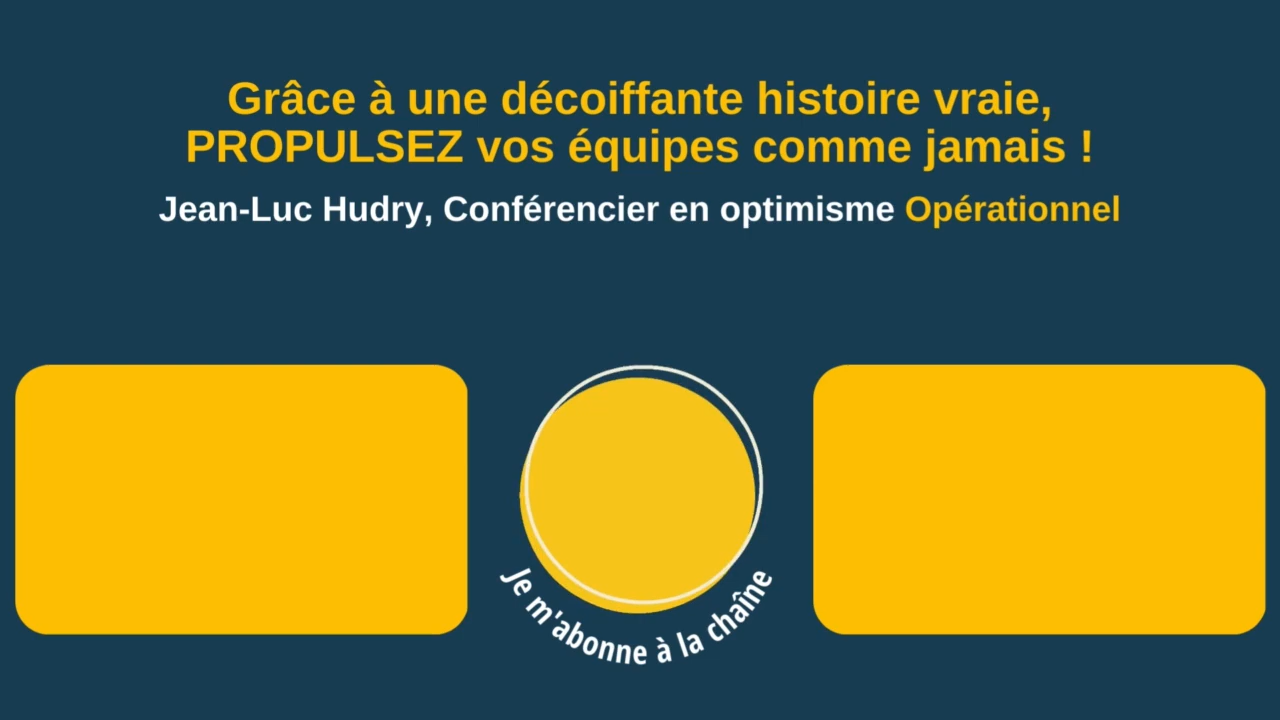 Grâce à une décoiffante histoire vraie,
PROPULSEZ vos équipes comme jamais !
Jean-Luc Hudry, Conférencier en optimisme Opérationnel
Je m'abonne à la chaîne